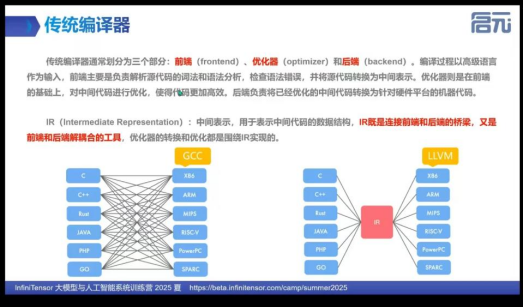 传统编译器
启元
传统编译器通常划分为三个部分：前端（frontend）、优化器（optimizer）和后端（backend）。编译过程以高级语言
作为输入，前端主要是负责解析源代码的词法和语法分析，检查语法错误，并将源代码转换为中间表示。优化器则是在前端
的基础上，对中间代码进行优化，使得代码更加高效。后端负责将已经优化的中间代码转换为针对硬件平台的机器代码。
IR（Intermediate Representation）：中间表示，用于表示中间代码的数据结构，IR既是连接前端和后端的桥梁，又是
前端和后端解耦合的工具，优化器的转换和优化都是围绕IR实现的。
GCC
C
C++
Rust
JAVA
PHP
GO
X86
ARM
MIPS
RISC-V
PowerPC
SPARC
LLVM
C
C++
Rust
JAVA
PHP
GO
IR
X86
ARM
MIPS
RISC-V
PowerPC
SPARC
InfiniTensor 大模型与人工智能系统训练营 2025 夏 https://beta.infinitensor.com/camp/summer2025